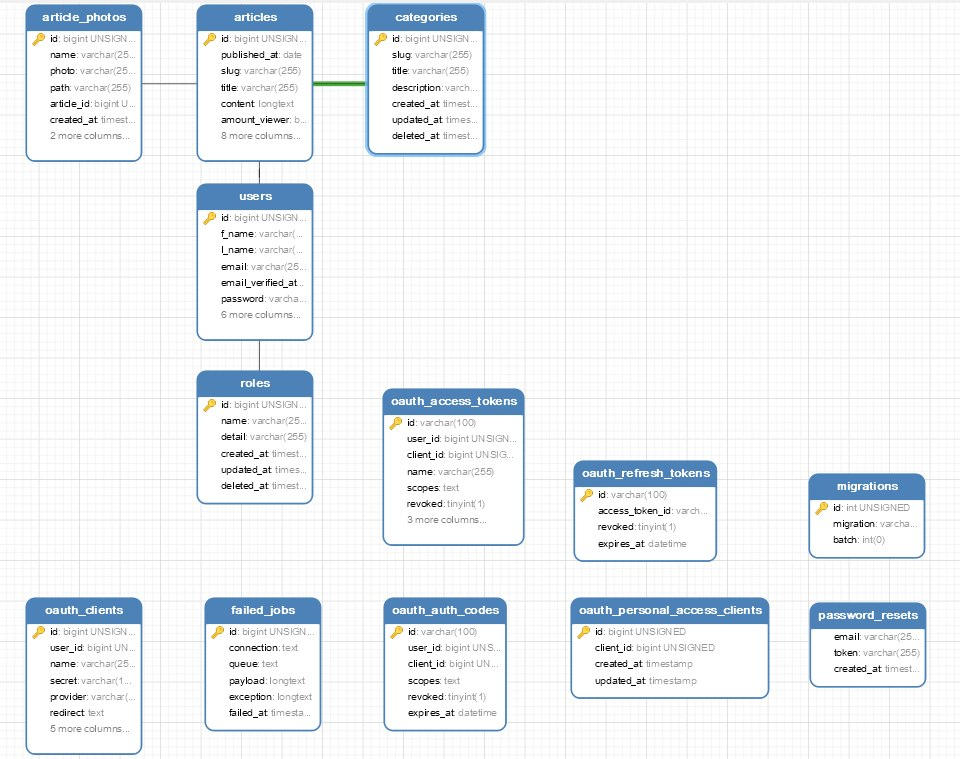 article_photos
id: bigint UNSIGN...
name: varchar(25...
photo: varchar(25...
path: varchar(255)
article_id: bigint U...
created_at: timest...
2 more columns...
articles
id: bigint UNSIGN...
published_at: date
slug: varchar(255)
title: varchar(255)
content: longtext
amount_viewer: b...
8 more columns...
categories
id: bigint UNSIGN...
slug: varchar(255)
title: varchar(255)
description: varch...
created_at: timest...
updated_at: times...
deleted_at: timest...
users
id: bigint UNSIGN...
f_name: varchar(...
l_name: varchar(...
email: varchar(25...
email_verified_at...
password: varcha...
6 more columns...
roles
id: bigint UNSIGN...
name: varchar(25...
detail: varchar(255)
created_at: timest...
updated_at: times...
deleted_at: timest...
oauth_access_tokens
id: varchar(100)
user_id: bigint UNSIGN...
client_id: bigint UNSIG...
name: varchar(255)
scopes: text
revoked: tinyint(1)
3 more columns...
oauth_refresh_tokens
id: varchar(100)
access_token_id: varch...
revoked: tinyint(1)
expires_at: datetime
migrations
id: int UNSIGNED
migration: varcha...
batch: int(0)
oauth_clients
id: bigint UNSIGN...
user_id: bigint UN...
name: varchar(25...
secret: varchar(1...
provider: varchar(...
redirect: text
5 more columns...
failed_jobs
id: bigint UNSIGN...
connection: text
queue: text
payload: longtext
exception: longtext
failed_at: timesta...
oauth_auth_codes
id: varchar(100)
user_id: bigint UNS...
client_id: bigint UN...
scopes: text
revoked: tinyint(1)
expires_at: datetime
oauth_personal_access_clients
id: bigint UNSIGNED
client_id: bigint UNSIGNED
created_at: timestamp
updated_at: timestamp
password_resets
email: varchar(25...
token: varchar(255)
created_at: timest...